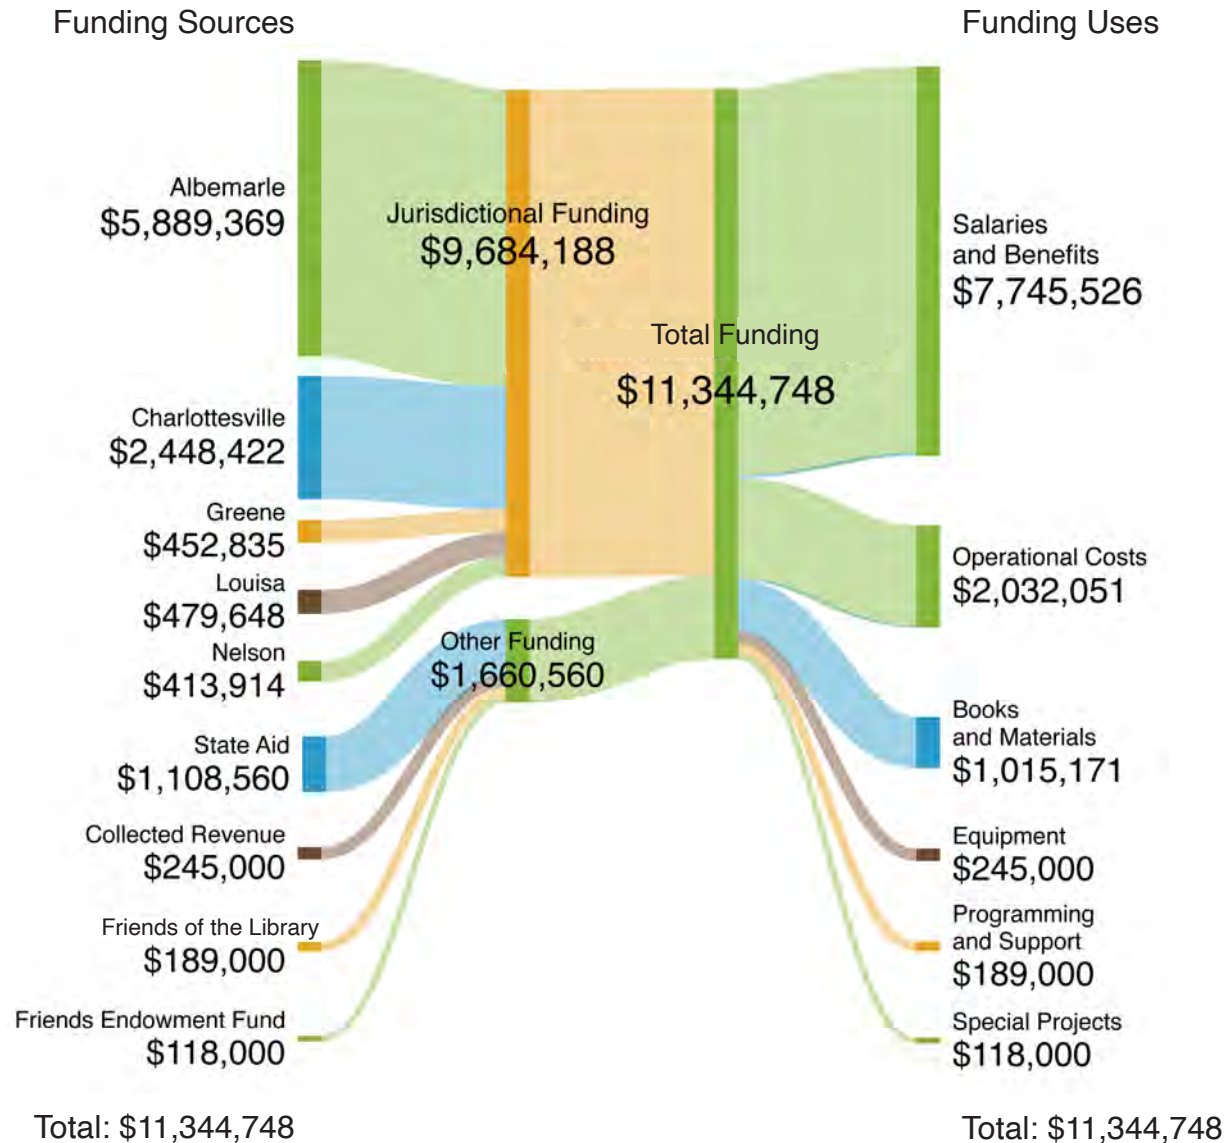 Funding Sources
Funding Uses
Albemarle
$5,889,369
Charlottesville
$2,448,422
Greene
$452,835
Louisa
$479,648
Nelson
$413,914
State Aid
$1,108,560
Collected Revenue
$245,000
Friends of the Library
$189,000
Friends Endowment Fund
$118,000
Jurisdictional Funding
$9,684,188
Other Funding
$1,660,560
Total Funding
$11,344,748
Salaries
and Benefits
$7,745,526
Operational Costs
$2,032,051
Books
and Materials
$1,015,171
Equipment
$245,000
Programming
and Support
$189,000
Special Projects
$118,000
Total: $11,344,748
Total: $11,344,748